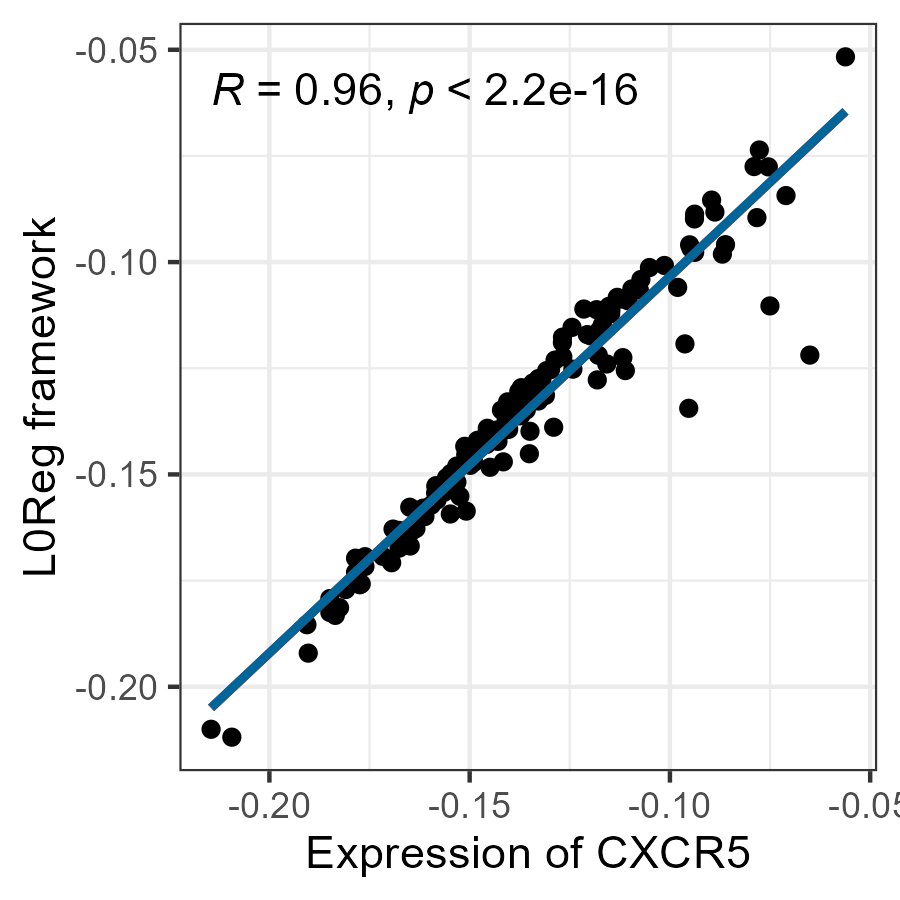 -0.05
R = 0.96, p < 2.2e-16
-0.10
-0.15
-0.20
L0Reg framework
-0.20 -0.15 -0.10 -0.05
Expression of CXCR5